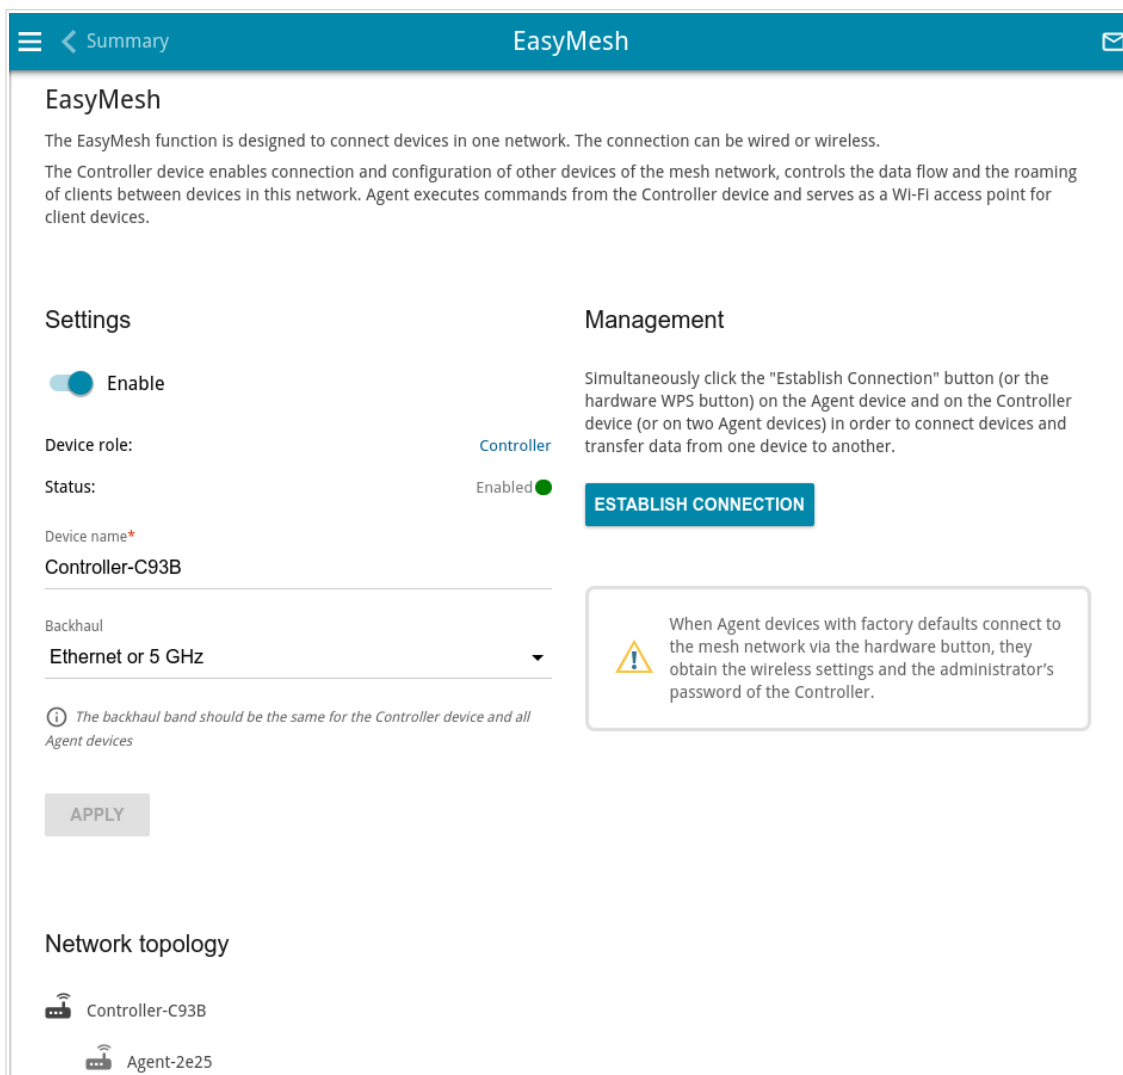 Summary
EasyMesh
EasyMesh
The EasyMesh function is designed to connect devices in one network. The connection can be wired or wireless.
The Controller device enables connection and configuration of other devices of the mesh network, controls the data flow and the roaming
of clients between devices in this network. Agent executes commands from the Controller device and serves as a Wi-Fi access point for
client devices.
Settings
Enable
Device role:
Controller
Status:
Enabled
Device name*
Controller-C93B
Backhaul
Ethernet or 5 GHz
The backhaul band should be the same for the Controller device and all
Agent devices
APPLY
Management
Simultaneously click the "Establish Connection" button (or the
hardware WPS button) on the Agent device and on the Controller
device (or on two Agent devices) in order to connect devices and
transfer data from one device to another.
ESTABLISH CONNECTION
When Agent devices with factory defaults connect to
the mesh network via the hardware button, they
obtain the wireless settings and the administrator's
password of the Controller.
Network topology
Controller-C93B
Agent-2e25